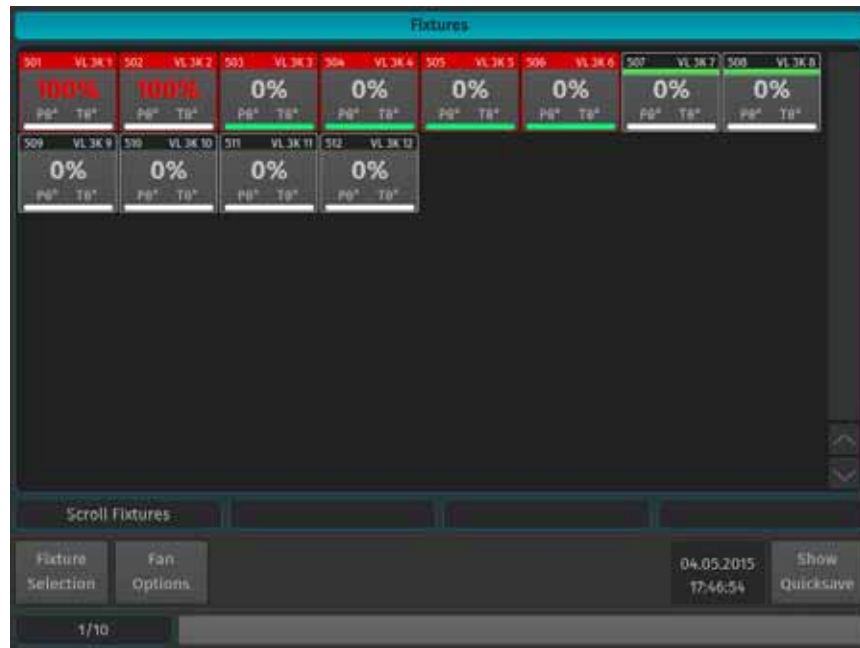 Fixtures
501 VL 3K 1 502 VL 3K 2 503 VL 3K 3 504 VL 3K 4 505 VL 3K 5 506 VL 3K 6 507 VL 3K 7 508 VL 3K 8
100% 100% 0% 0% 0% 0% 0% 0%
P0° T0° P0° T0° P0° T0° P0° T0° P0° T0° P0° T0° P0° T0° P0° T0°
509 VL 3K 9 510 VL 3K 10 511 VL 3K 11 512 VL 3K 12
0% 0% 0% 0%
P0° T0° P0° T0° P0° T0° P0° T0°
Scroll Fixtures
Fixture Fan 04.05.2015 Show
Selection Options 17:46:54 Quicksave
1/10